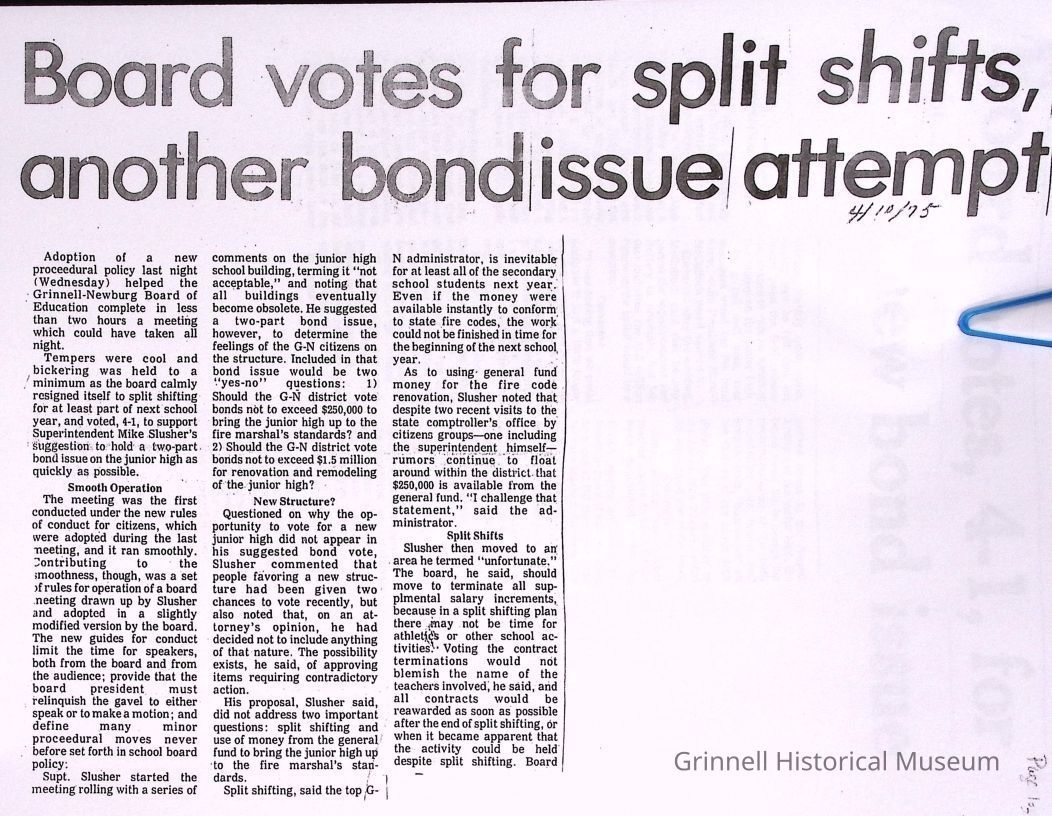 Board votes for split shifts,
another bond issue attempt
4/10/75
Adoption of a new
proceedural policy last night
(Wednesday) helped the
Grinnell-Newburg Board of
Education complete in less
than two hours a meeting
which could have taken all
night.
Tempers were cool and
bickering was held to a
minimum as the board calmly
resigned itself to split shifting
for at least part of next school
year, and voted, 4-1, to support
Superintendent Mike Slusher's
suggestion to hold a two-part
bond issue on the junior high as
quickly as possible.
Smooth Operation
The meeting was the first
conducted under the new rules
of conduct for citizens, which
were adopted during the last
meeting, and it ran smoothly.
Contributing to the
smoothness, though, was a set
of rules for operation of a board
meeting drawn up by Slusher
and adopted in a slightly
modified version by the board.
The new guides for conduct
limit the time for speakers,
both from the board and from
the audience; provide that the
board president must
relinquish the gavel to either
speak or to make a motion; and
define many minor
proceedural moves never
before set forth in school board
policy:
Supt. Slusher started the
meeting rolling with a series of
comments on the junior high
school building, terming it "not
acceptable," and noting that
all buildings eventually
become obsolete. He suggested
a two-part bond issue,
however, to determine the
feelings of the G-N citizens on
the structure. Included in that
bond issue would be two
"yes-no" questions: 1)
Should the G-N district vote
bonds not to exceed $250,000 to
bring the junior high up to the
fire marshal's standards? and
2) Should the G-N district vote
bonds not to exceed $1.5 million
for renovation and remodeling
of the junior high?
New Structure?
Questioned on why the op-
portunity to vote for a new
junior high did not appear in
his suggested bond vote,
Slusher commented that
people favoring a new struc-
ture had been given two
chances to vote recently, but
also noted that, on an at-
torney's opinion, he had
decided not to include anything
of that nature. The possibility
exists, he said, of approving
items requiring contradictory
action.
His proposal, Slusher said,
did not address two important
questions: split shifting and
use of money from the general
fund to bring the junior high up
to the fire marshal's stan-
dards.
Split shifting, said the top G-
N administrator, is inevitable
for at least all of the secondary
school students next year.
Even if the money were
available instantly to conform
to state fire codes, the work
could not be finished in time for
the beginning of the next school
year.
As to using general fund
money for the fire code
renovation, Slusher noted that
despite two recent visits to the
state comptroller's office by
citizens groups—one including
the superintendent himself—
rumors continue to float
around within the district that
$250,000 is available from the
general fund. "I challenge that
statement," said the ad-
ministrator.
Split Shifts
Slusher then moved to an
area he termed "unfortunate."
The board, he said, should
move to terminate all sup-
plmental salary increments,
because in a split shifting plan
there may not be time for
athletics or other school ac-
tivities. Voting the contract
terminations would not
blemish the name of the
teachers involved, he said, and
all contracts would be
reawarded as soon as possible
after the end of split shifting, or
when it became apparent that
the activity could be held
despite split shifting. Board
Grinnell Historical Museum
Page